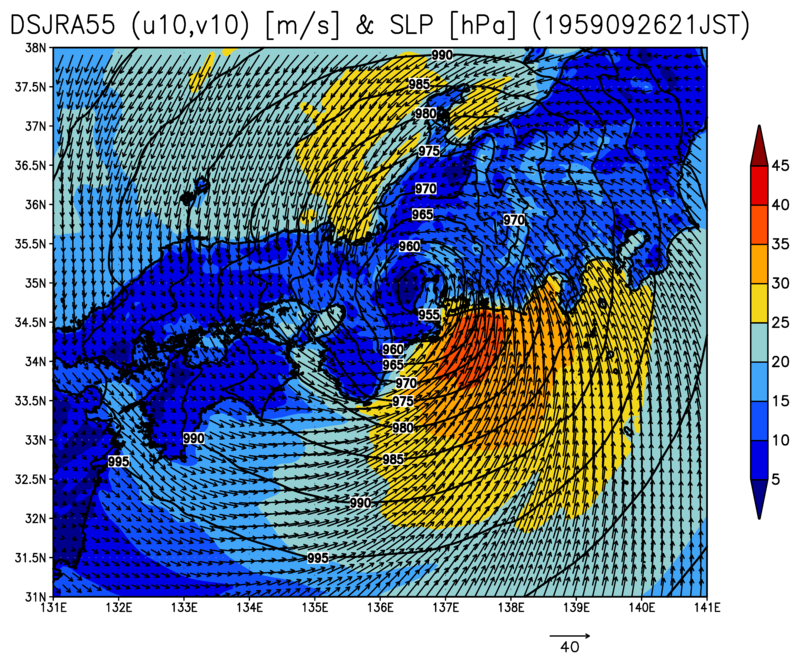 DSJRA55 (u10,v10) [m/s] & SLP [hPa] (1959092621JST)
38N
37.5N
37N
36.5N
36N
35.5N
35N
34.5N
34N
33.5N
33N
32.5N
32N
31.5N
31N
131E 132E 133E 134E 135E 136E 137E 138E 139E 140E 141E
990
985
980
975
970
965
970
960
955
960
965
970
975
980
990
985
995
990
995
45
40
35
30
25
20
15
10
5
40